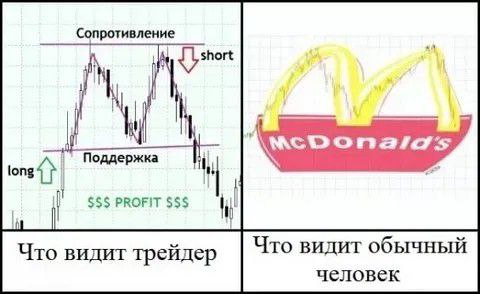 Сопротивление
short
long
Поддержка
$$$ PROFIT $$$
McDonald's
Что видит трейдер
Что видит обычный
человек